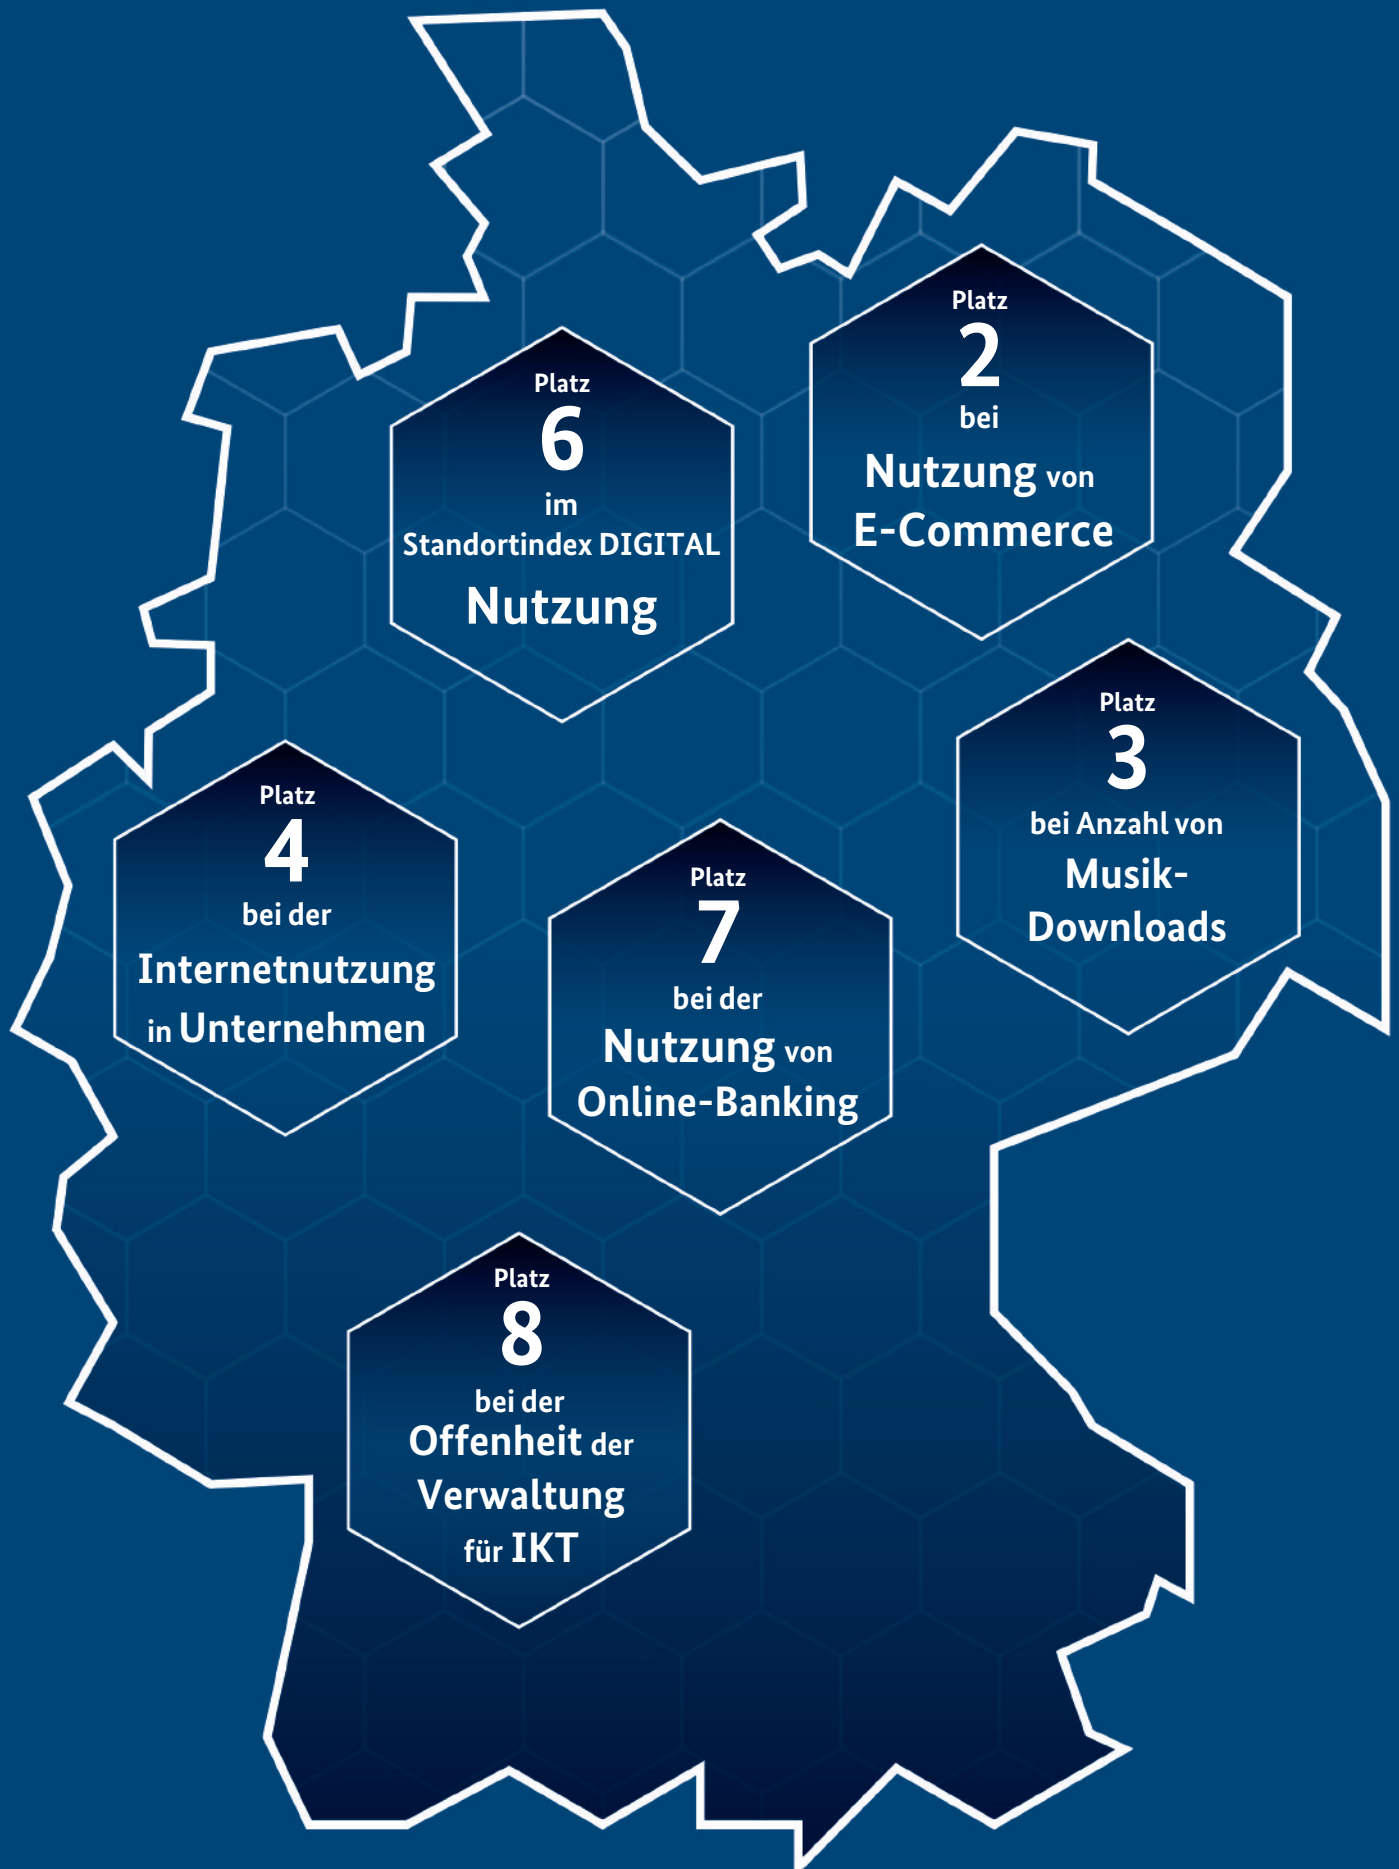 Platz
2
bei
Nutzung von
E-Commerce
Platz
6
im
Standortindex DIGITAL
Nutzung
Platz
3
bei Anzahl von
Musik-
Downloads
Platz
4
bei der
Internetnutzung
in Unternehmen
Platz
7
bei der
Nutzung von
Online-Banking
Platz
8
bei der
Offenheit der
Verwaltung
für IKT